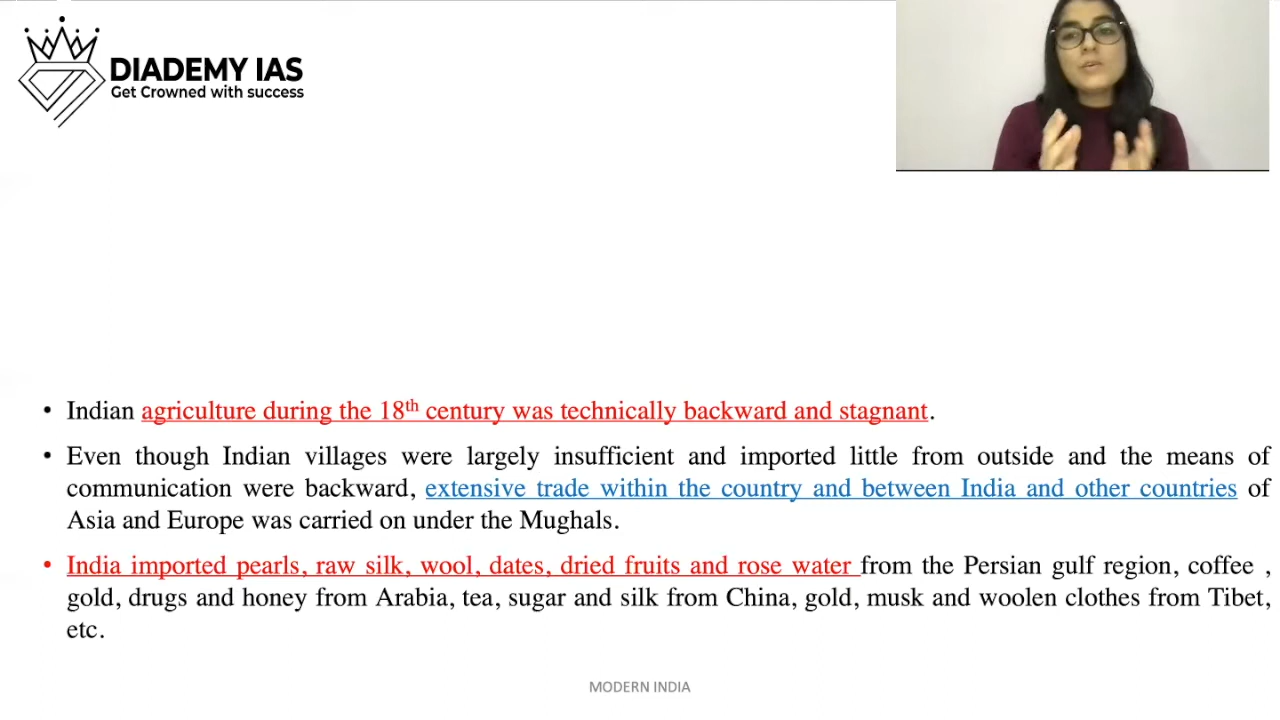 DIADEMY IAS
Get Crowned with success
• Indian agriculture during the 18th century was technically backward and stagnant.
• Even though Indian villages were largely insufficient and imported little from outside and the means of
communication were backward, extensive trade within the country and between India and other countries of
Asia and Europe was carried on under the Mughals.
• India imported pearls, raw silk, wool, dates, dried fruits and rose water from the Persian gulf region, coffee ,
gold, drugs and honey from Arabia, tea, sugar and silk from China, gold, musk and woolen clothes from Tibet,
etc.
MODERN INDIA